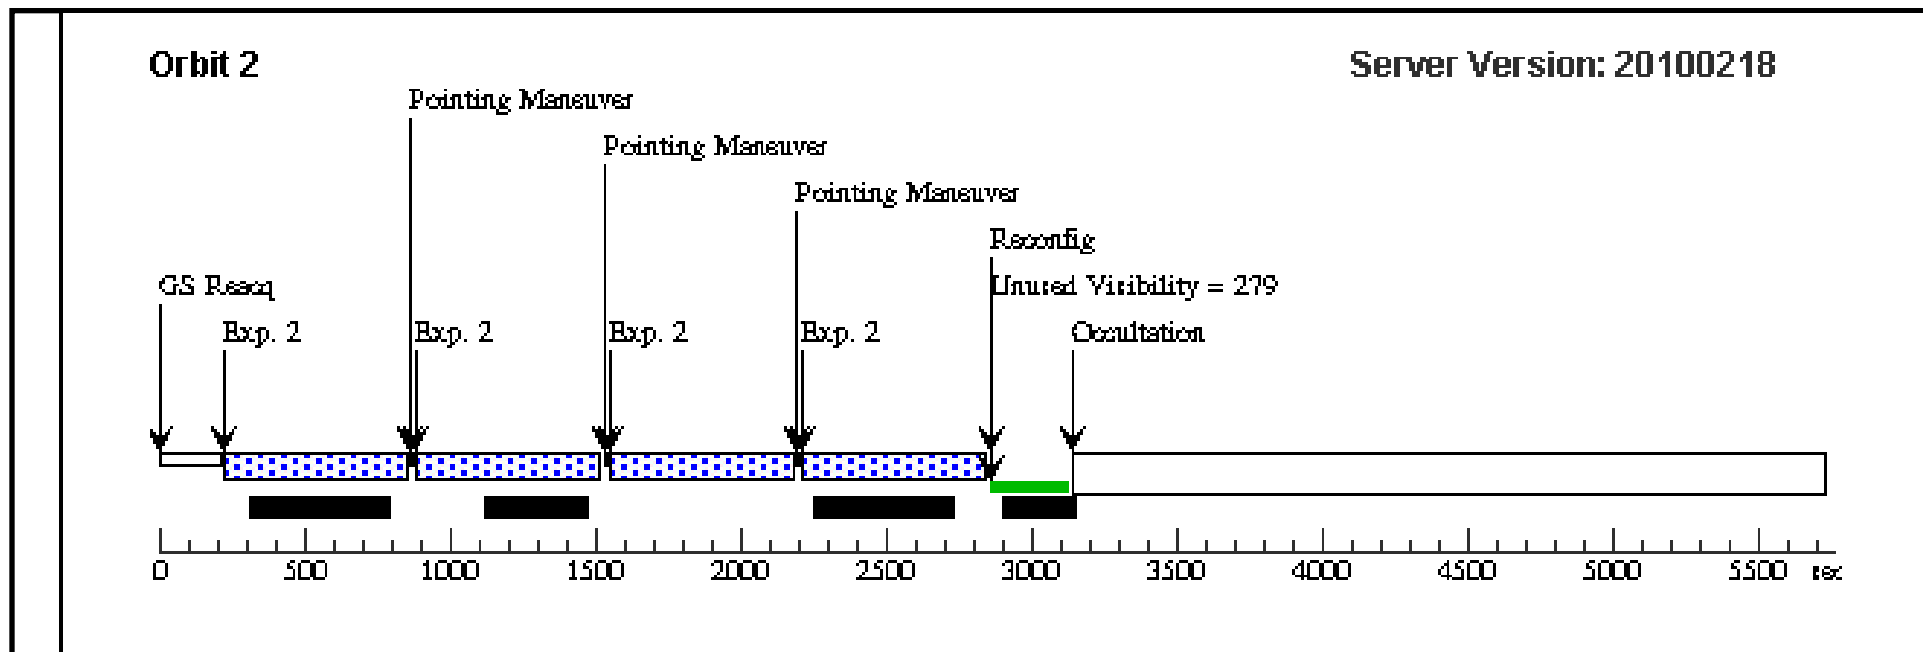 Orbit 2
Server Version: 20100218
Pointing Maneuver
Pointing Maneuver
Pointing Maneuver
Reconfig
GS Reacq
Unused Visibility = 279
Exp. 2
Exp. 2
Exp. 2
Exp. 2
Occultation
0 500 1000 1500 2000 2500 3000 3500 4000 4500 5000 5500 sec